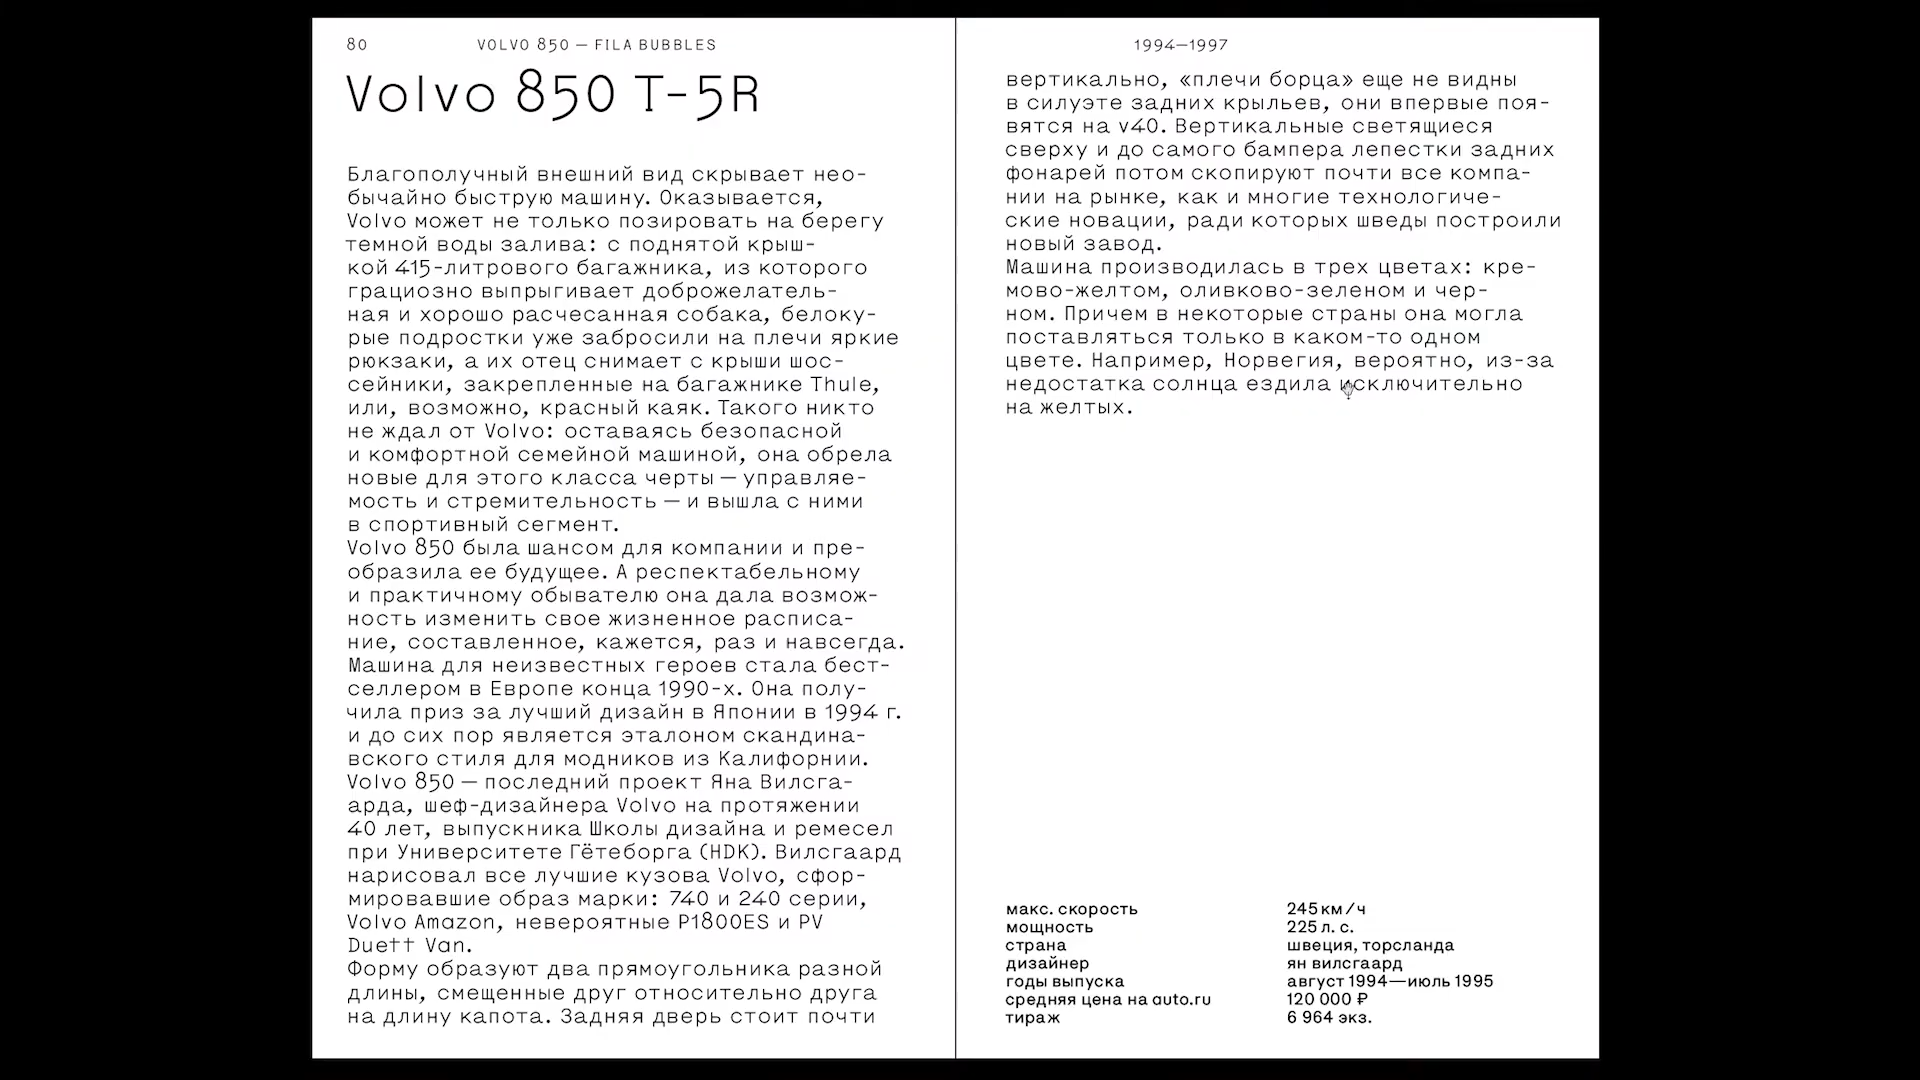 80
VOLVO 850 — FILA BUBBLES
Volvo 850 T-5R
Благополучный внешний вид скрывает нео-
бычайно быструю машину. Оказывается,
Volvo может не только позировать на берегу
темной воды залива: с поднятой крыш-
кой 415-литрового багажника, из которого
грациозно выпрыгивает доброжелатель-
ная и хорошо расчесанная собака, белоку-
рые подростки уже забросили на плечи яркие
рюкзаки, а их отец снимает с крыши шос-
сейники, закрепленные на багажнике Thule,
или, возможно, красный каяк. Такого никто
не ждал от Volvo: оставаясь безопасной
и комфортной семейной машиной, она обрела
новые для этого класса черты — управляе-
мость и стремительность — и вышла с ними
в спортивный сегмент.
Volvo 850 была шансом для компании и пре-
образила ее будущее. А респектабельному
и практичному обывателю она дала возмож-
ность изменить свое жизненное расписа-
ние, составленное, кажется, раз и навсегда.
Машина для неизвестных героев стала бест-
селлером в Европе конца 1990-х. Она полу-
чила приз за лучший дизайн в Японии в 1994 г.
и до сих пор является эталоном скандина-
вского стиля для модников из Калифорнии.
Volvo 850 — последний проект Яна Вилсга-
арда, шеф-дизайнера Volvo на протяжении
40 лет, выпускника Школы дизайна и ремесел
при Университете Гётеборга (HDK). Вилсгаард
нарисовал все лучшие кузова Volvo, сфор-
мировавшие образ марки: 740 и 240 серии,
Volvo Amazon, невероятные P1800ES и PV
Duett Van.
Форму образуют два прямоугольника разной
длины, смещенные друг относительно друга
на длину капота. Задняя дверь стоит почти
1994—1997
вертикально, «плечи борца» еще не видны
в силуэте задних крыльев, они впервые поя-
вятся на v40. Вертикальные светящиеся
сверху и до самого бампера лепестки задних
фонарей потом скопируют почти все компа-
нии на рынке, как и многие технологиче-
ские новации, ради которых шведы построили
новый завод.
Машина производилась в трех цветах: кре-
мово-желтом, оливково-зеленом и чер-
ном. Причем в некоторые страны она могла
поставляться только в каком-то одном
цвете. Например, Норвегия, вероятно, из-за
недостатка солнца ездила исключительно
на желтых.
макс. скорость 245 км/ч
мощность 225 л. с.
страна швеция, торсланда
дизайнер ян вилсгаард
годы выпуска август 1994—июль 1995
средняя цена на auto.ru 120 000 ₽
тираж 6 964 экз.